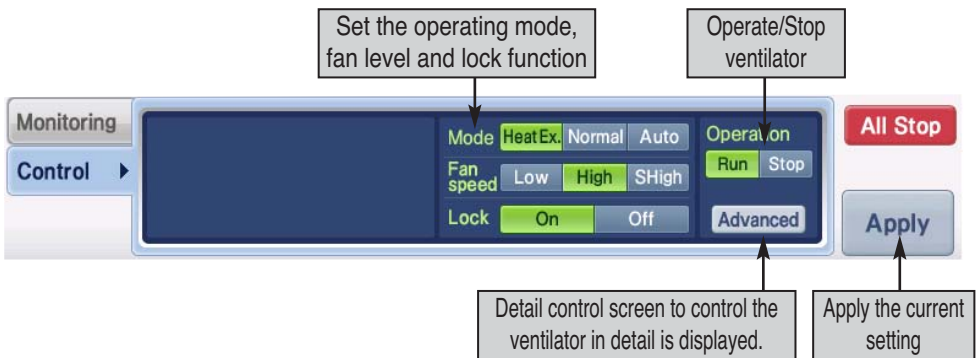 Set the operating mode,
fan level and lock function
Operate/Stop
ventilator
Monitoring
Control
Mode HeatEx. Normal Auto
Fan
speed Low High SHigh
Lock On Off
Operation
Run Stop
Advanced
All Stop
Apply
Detail control screen to control the
ventilator in detail is displayed.
Apply the current
setting